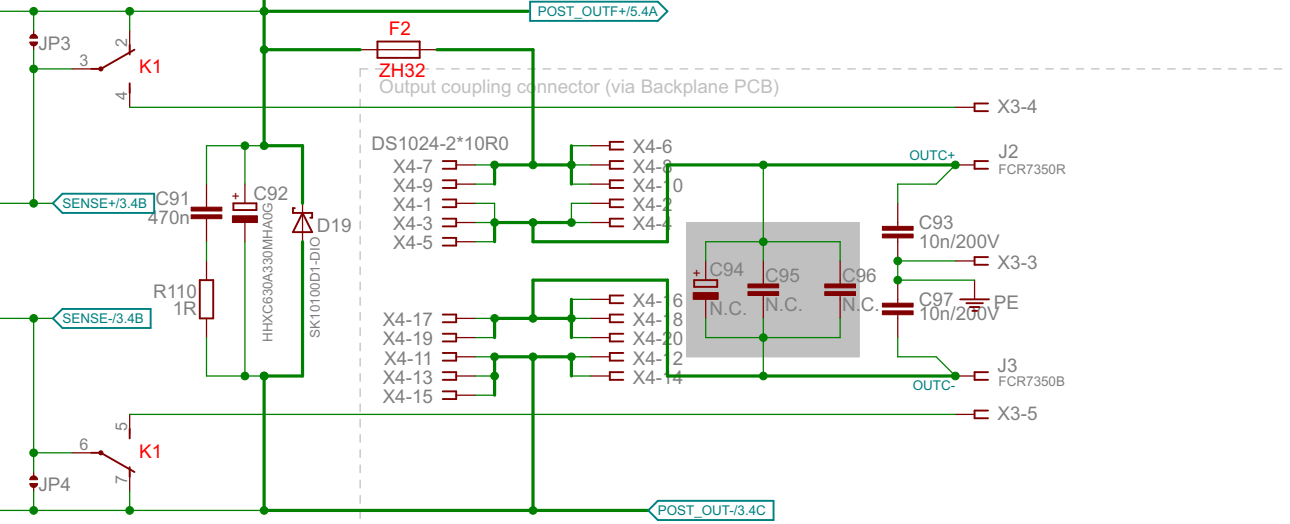 POST_OUTF+/5.4A
F2
JP3
2
3
K1
ZH32
Output coupling connector (via Backplane PCB)
4
X3-4
DS1024-2*10R0
X4-6
OUTC+
J2
X4-7
X4-8
FCR7350R
X4-9
X4-10
SENSE+/3.4B
C91
C92
X4-1
X4-2
470n
X4-3
X4-4
D19
C93
X4-5
10n/200V
HHXC630A330MHA0G
SK10100D1-DIO
X3-3
C94
C95
C96
R110
1R
X4-16
N.C.
N.C.
N.C.
C97
PE
10n/200V
SENSE-/3.4B
X4-17
X4-18
X4-19
X4-20
X4-11
X4-12
X4-13
X4-14
J3
OUTC-
FCR7350B
X4-15
X3-5
5
6
K1
7
JP4
POST_OUT-/3.4C